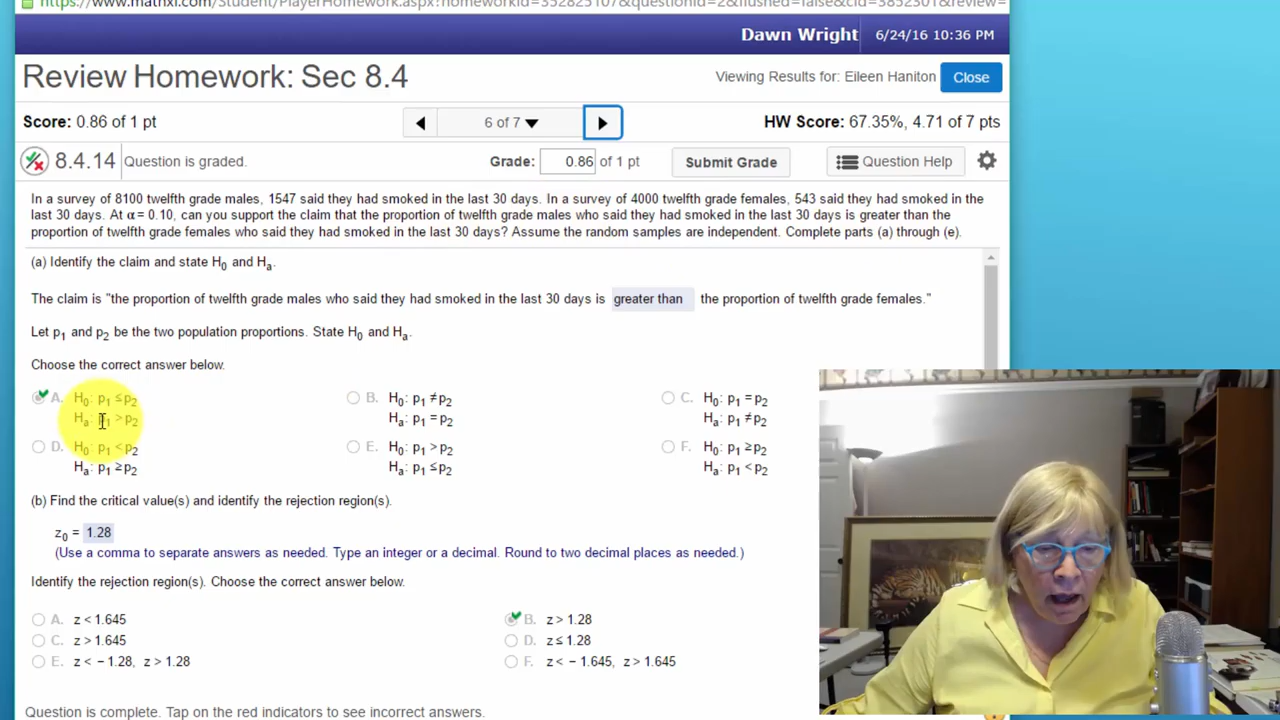 https://www.mathxl.com/Student/PlayerHomework.aspx?homeworkId=352825107&questionId=2&flushed=false&cId=3852301&review=
Dawn Wright 6/24/16 10:36 PM
Review Homework: Sec 8.4 Viewing Results for: Eileen Haniton Close
Score: 0.86 of 1 pt 6 of 7 HW Score: 67.35%, 4.71 of 7 pts
8.4.14 Question is graded. Grade: 0.86 of 1 pt Submit Grade Question Help
In a survey of 8100 twelfth grade males, 1547 said they had smoked in the last 30 days. In a survey of 4000 twelfth grade females, 543 said they had smoked in the
last 30 days. At α = 0.10, can you support the claim that the proportion of twelfth grade males who said they had smoked in the last 30 days is greater than the
proportion of twelfth grade females who said they had smoked in the last 30 days? Assume the random samples are independent. Complete parts (a) through (e).
(a) Identify the claim and state H0 and Ha.
The claim is "the proportion of twelfth grade males who said they had smoked in the last 30 days is greater than the proportion of twelfth grade females."
Let p1 and p2 be the two population proportions. State H0 and Ha.
Choose the correct answer below.
A. H0: p1 ≤ p2 B. H0: p1 ≠ p2 C. H0: p1 = p2
Ha: p1 > p2 Ha: p1 = p2 Ha: p1 ≠ p2
D. H0: p1 < p2 E. H0: p1 > p2 F. H0: p1 ≥ p2
Ha: p1 ≥ p2 Ha: p1 ≤ p2 Ha: p1 < p2
(b) Find the critical value(s) and identify the rejection region(s).
z0 = 1.28
(Use a comma to separate answers as needed. Type an integer or a decimal. Round to two decimal places as needed.)
Identify the rejection region(s). Choose the correct answer below.
A. z < 1.645 B. z > 1.28
C. z > 1.645 D. z ≤ 1.28
E. z < − 1.28, z > 1.28 F. z < − 1.645, z > 1.645
Question is complete. Tap on the red indicators to see incorrect answers.